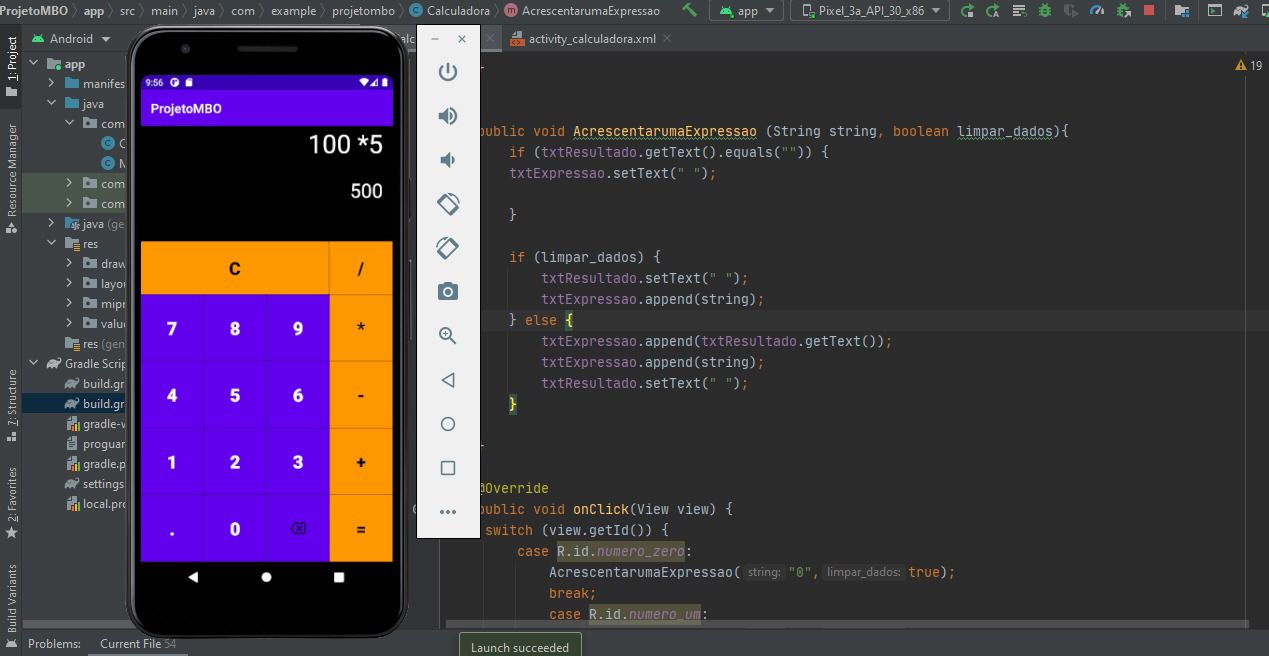 ProjetoMBO app src main java com example projetombo Calculadora AcrescentarumaExpressao app Pixel_3a_API_30_x86
Android
activity_calculadora.xml
19
1: Project
Resource Manager
7: Structure
2: Favorites
Build Variants
app
manifes
java
com
C
com
com
java (ge
res
draw
layou
mipr
value
res (gen
Gradle Scrip
build.gr
build.gr
gradle-v
proguar
gradle.p
settings
local.pro
9:56
ProjetoMBO
100 *5
500
C /
7 8 9 *
4 5 6 -
1 2 3 +
. 0 =
public void AcrescentarumaExpressao (String string, boolean limpar_dados){
if (txtResultado.getText().equals("")) {
txtExpressao.setText(" ");
}
if (limpar_dados) {
txtResultado.setText(" ");
txtExpressao.append(string);
} else {
txtExpressao.append(txtResultado.getText());
txtExpressao.append(string);
txtResultado.setText(" ");
}
@Override
public void onClick(View view) {
switch (view.getId()) {
case R.id.numero_zero:
AcrescentarumaExpressao( string: "0", limpar_dados: true);
break;
case R.id.numero_um:
Problems: Current File 54
Launch succeeded